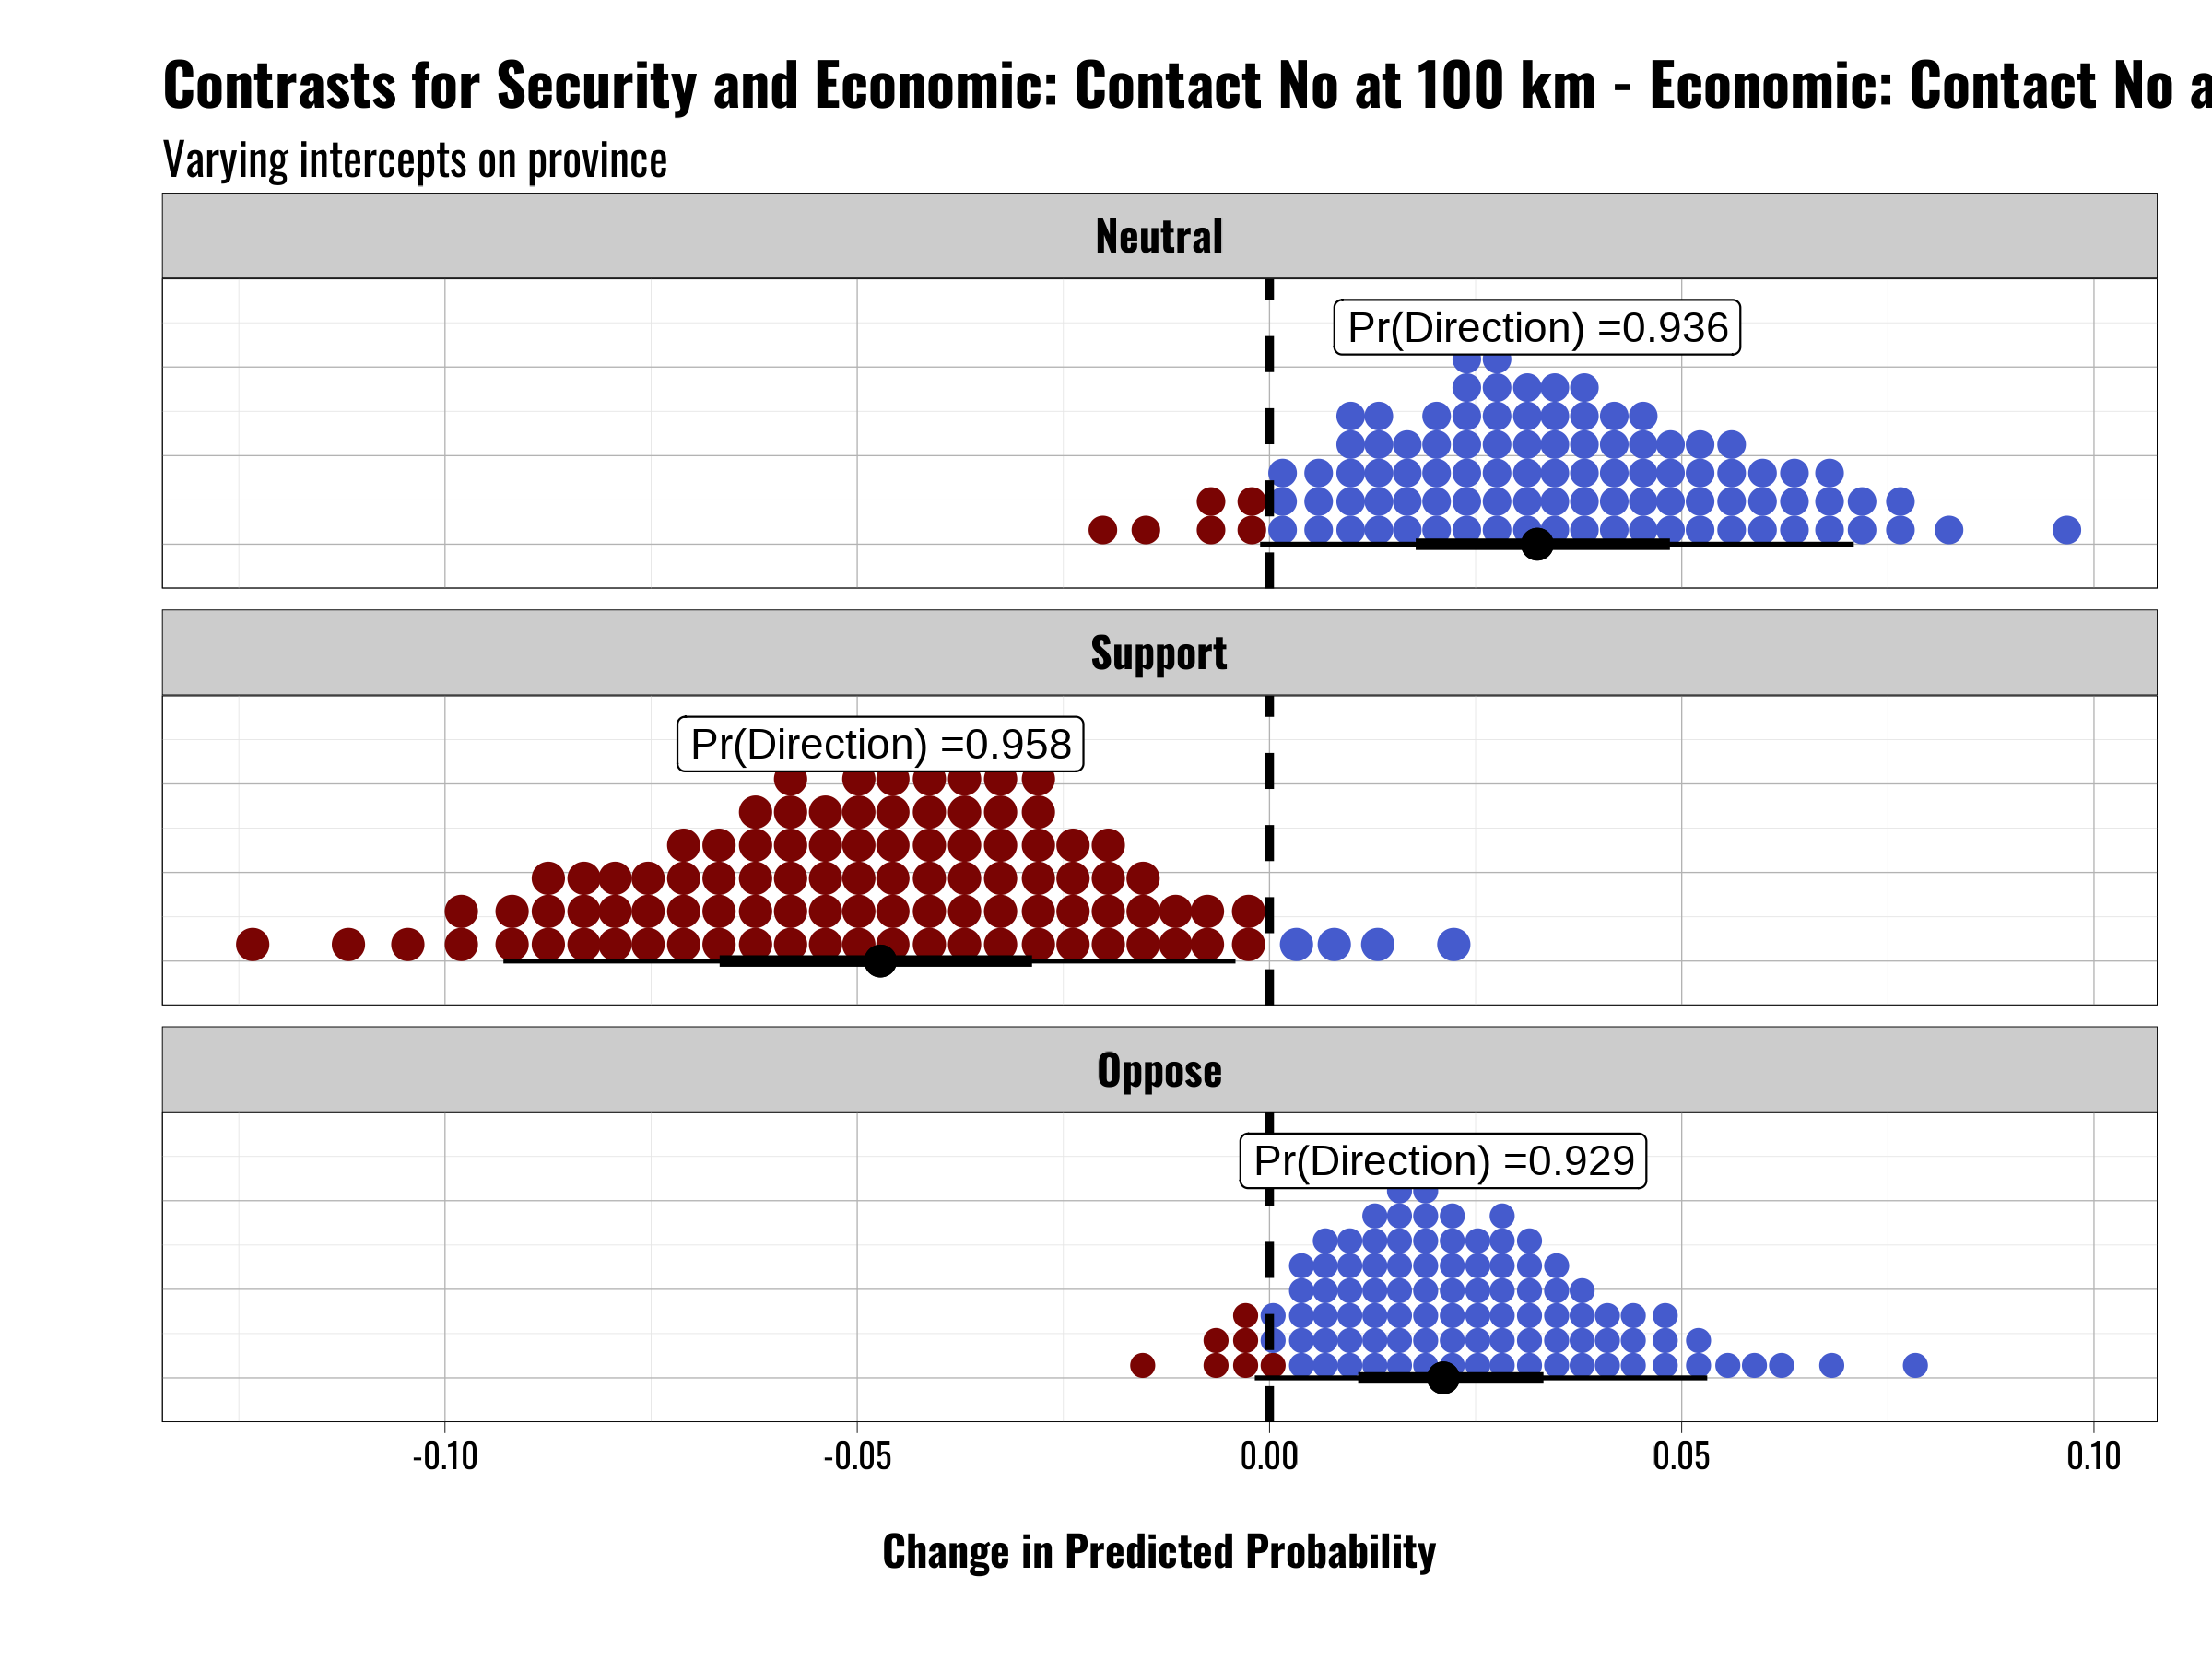 Contrasts for Security and Economic: Contact No at 100 km - Economic: Contact No a
Varying intercepts on province
Neutral
Pr(Direction) =0.936
Support
Pr(Direction) =0.958
Oppose
Pr(Direction) =0.929
-0.10 -0.05 0.00 0.05 0.10
Change in Predicted Probability